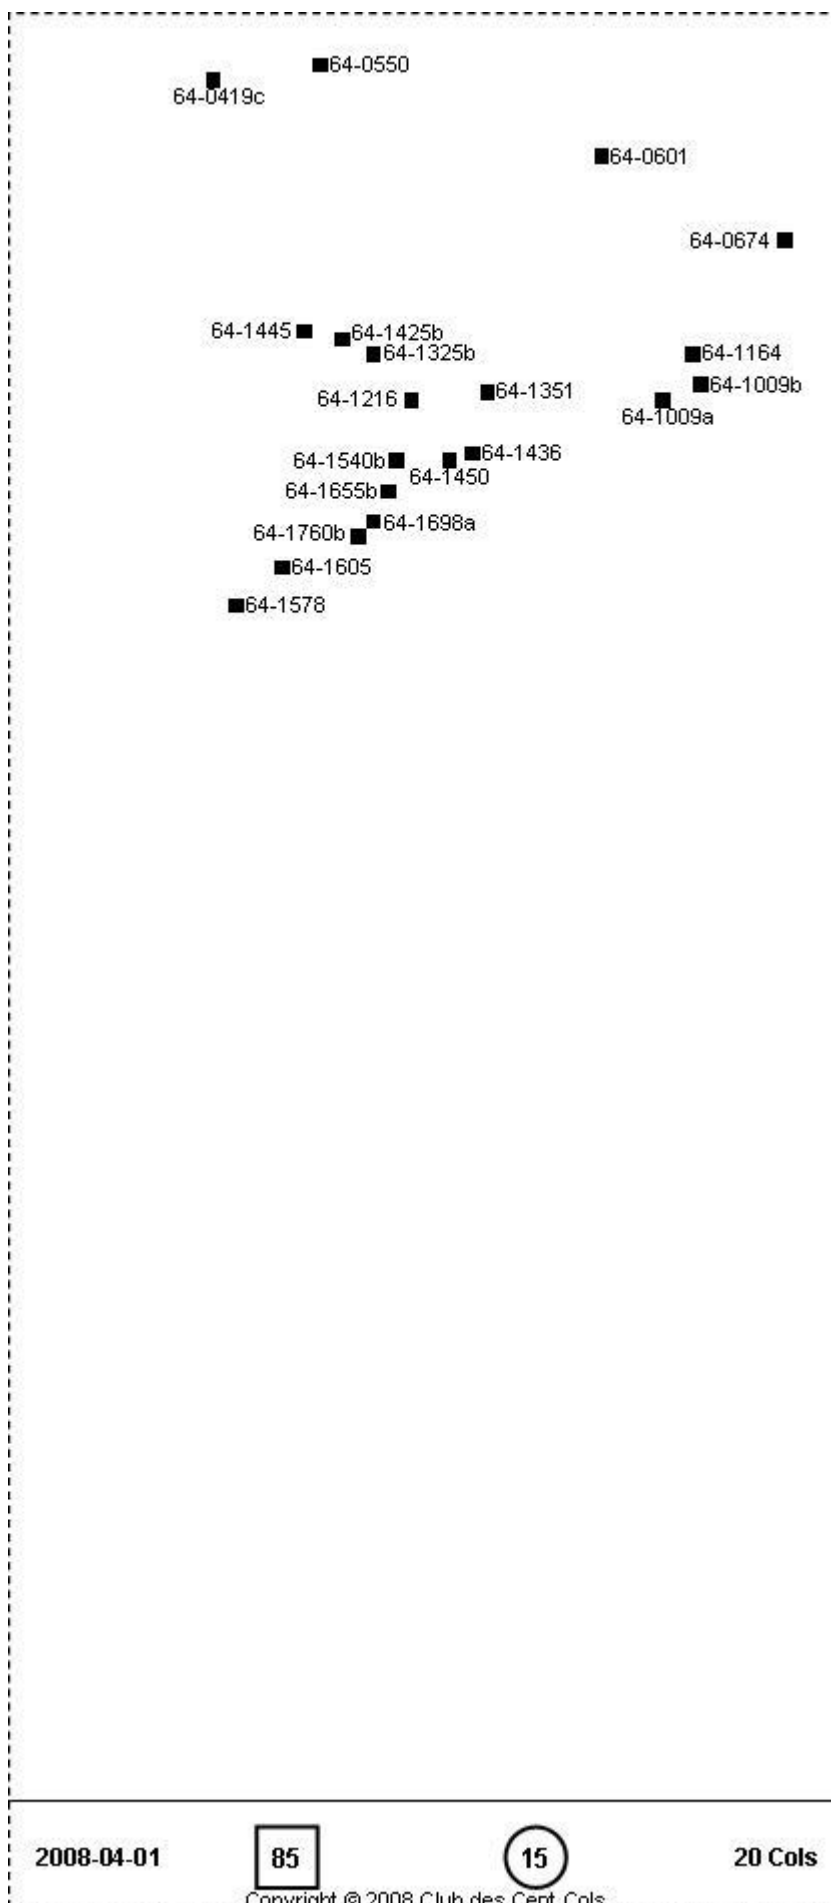 64-0550
64-0419c
64-0601
64-0674
64-1445
64-1425b
64-1325b
64-1164
64-1009b
64-1351
64-1216
64-1009a
64-1436
64-1540b
64-1450
64-1655b
64-1698a
64-1760b
64-1605
64-1578
2008-04-01 85 15 20 Cols
Copyright © 2008 Club des Cent Cols